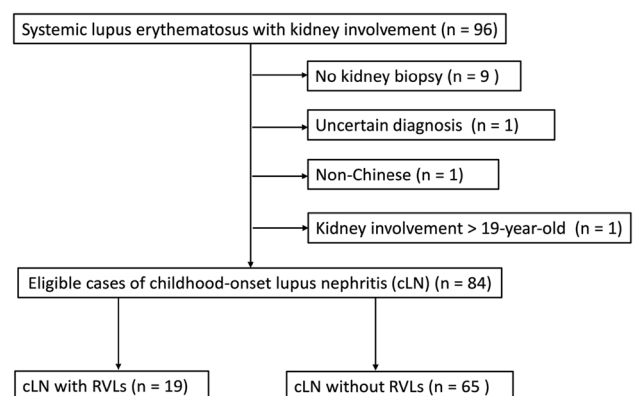 Systemic lupus erythematosus with kidney involvement (n = 96)
No kidney biopsy (n = 9 )
Uncertain diagnosis (n = 1)
Non-Chinese (n = 1)
Kidney involvement > 19-year-old (n = 1)
Eligible cases of childhood-onset lupus nephritis (cLN) (n = 84)
cLN with RVLs (n = 19)
cLN without RVLs (n = 65 )